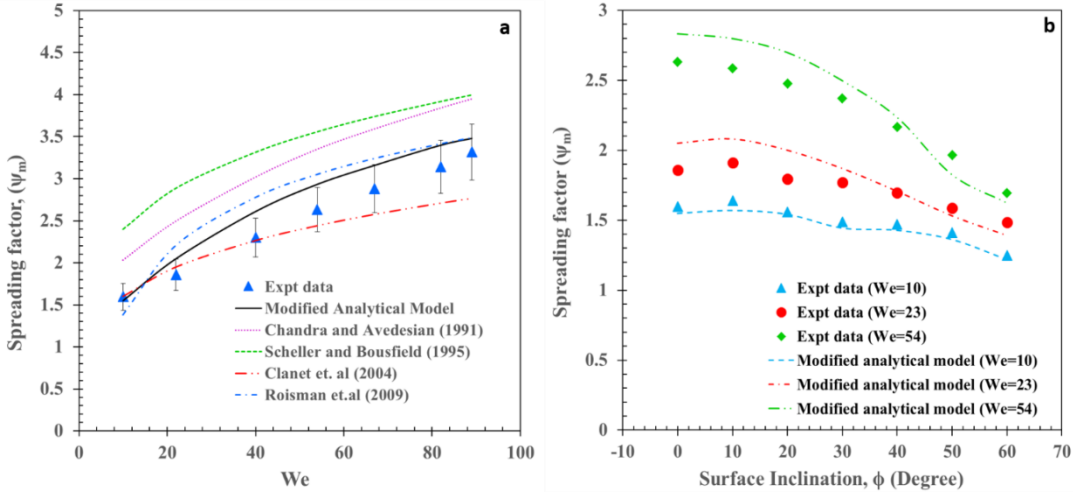 a
5
4.5
4
3.5
3
2.5
2
1.5
1
0.5
0
Spreading factor, (ψm)
Expt data
Modified Analytical Model
Chandra and Avedesian (1991)
Scheller and Bousfield (1995)
Clanet et. al (2004)
Roisman et.al (2009)
0 20 40 60 80 100
We
b
3
2.5
2
1.5
1
0.5
0
Spreading factor (ψm)
Expt data (We=10)
Expt data (We=23)
Expt data (We=54)
Modified analytical model (We=10)
Modified analytical model (We=23)
Modified analytical model (We=54)
-10 0 10 20 30 40 50 60 70
Surface Inclination, ϕ (Degree)